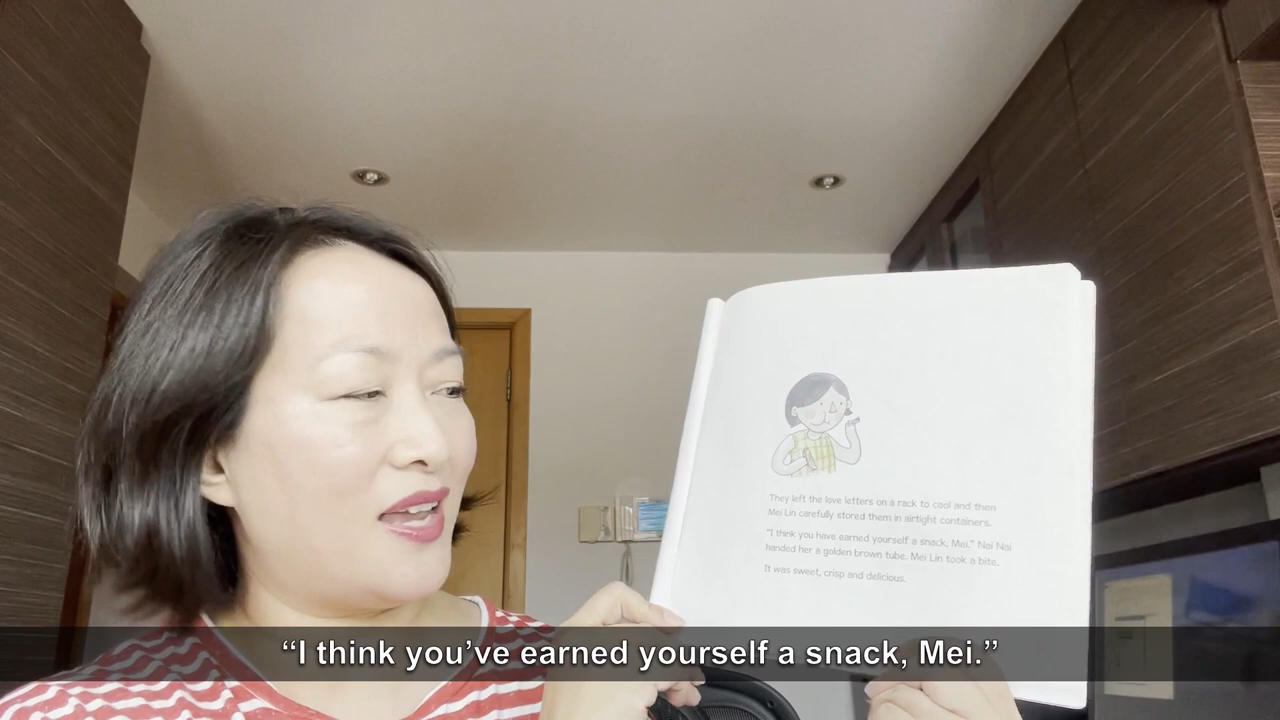 They left the love letters on a rack to cool and then
Mei Lin carefully stored them in airtight containers.
"I think you have earned yourself a snack, Mei." Nai Nai
handed her a golden brown tube. Mei Lin took a bite.
It was sweet, crisp and delicious.
“I think you’ve earned yourself a snack, Mei.”